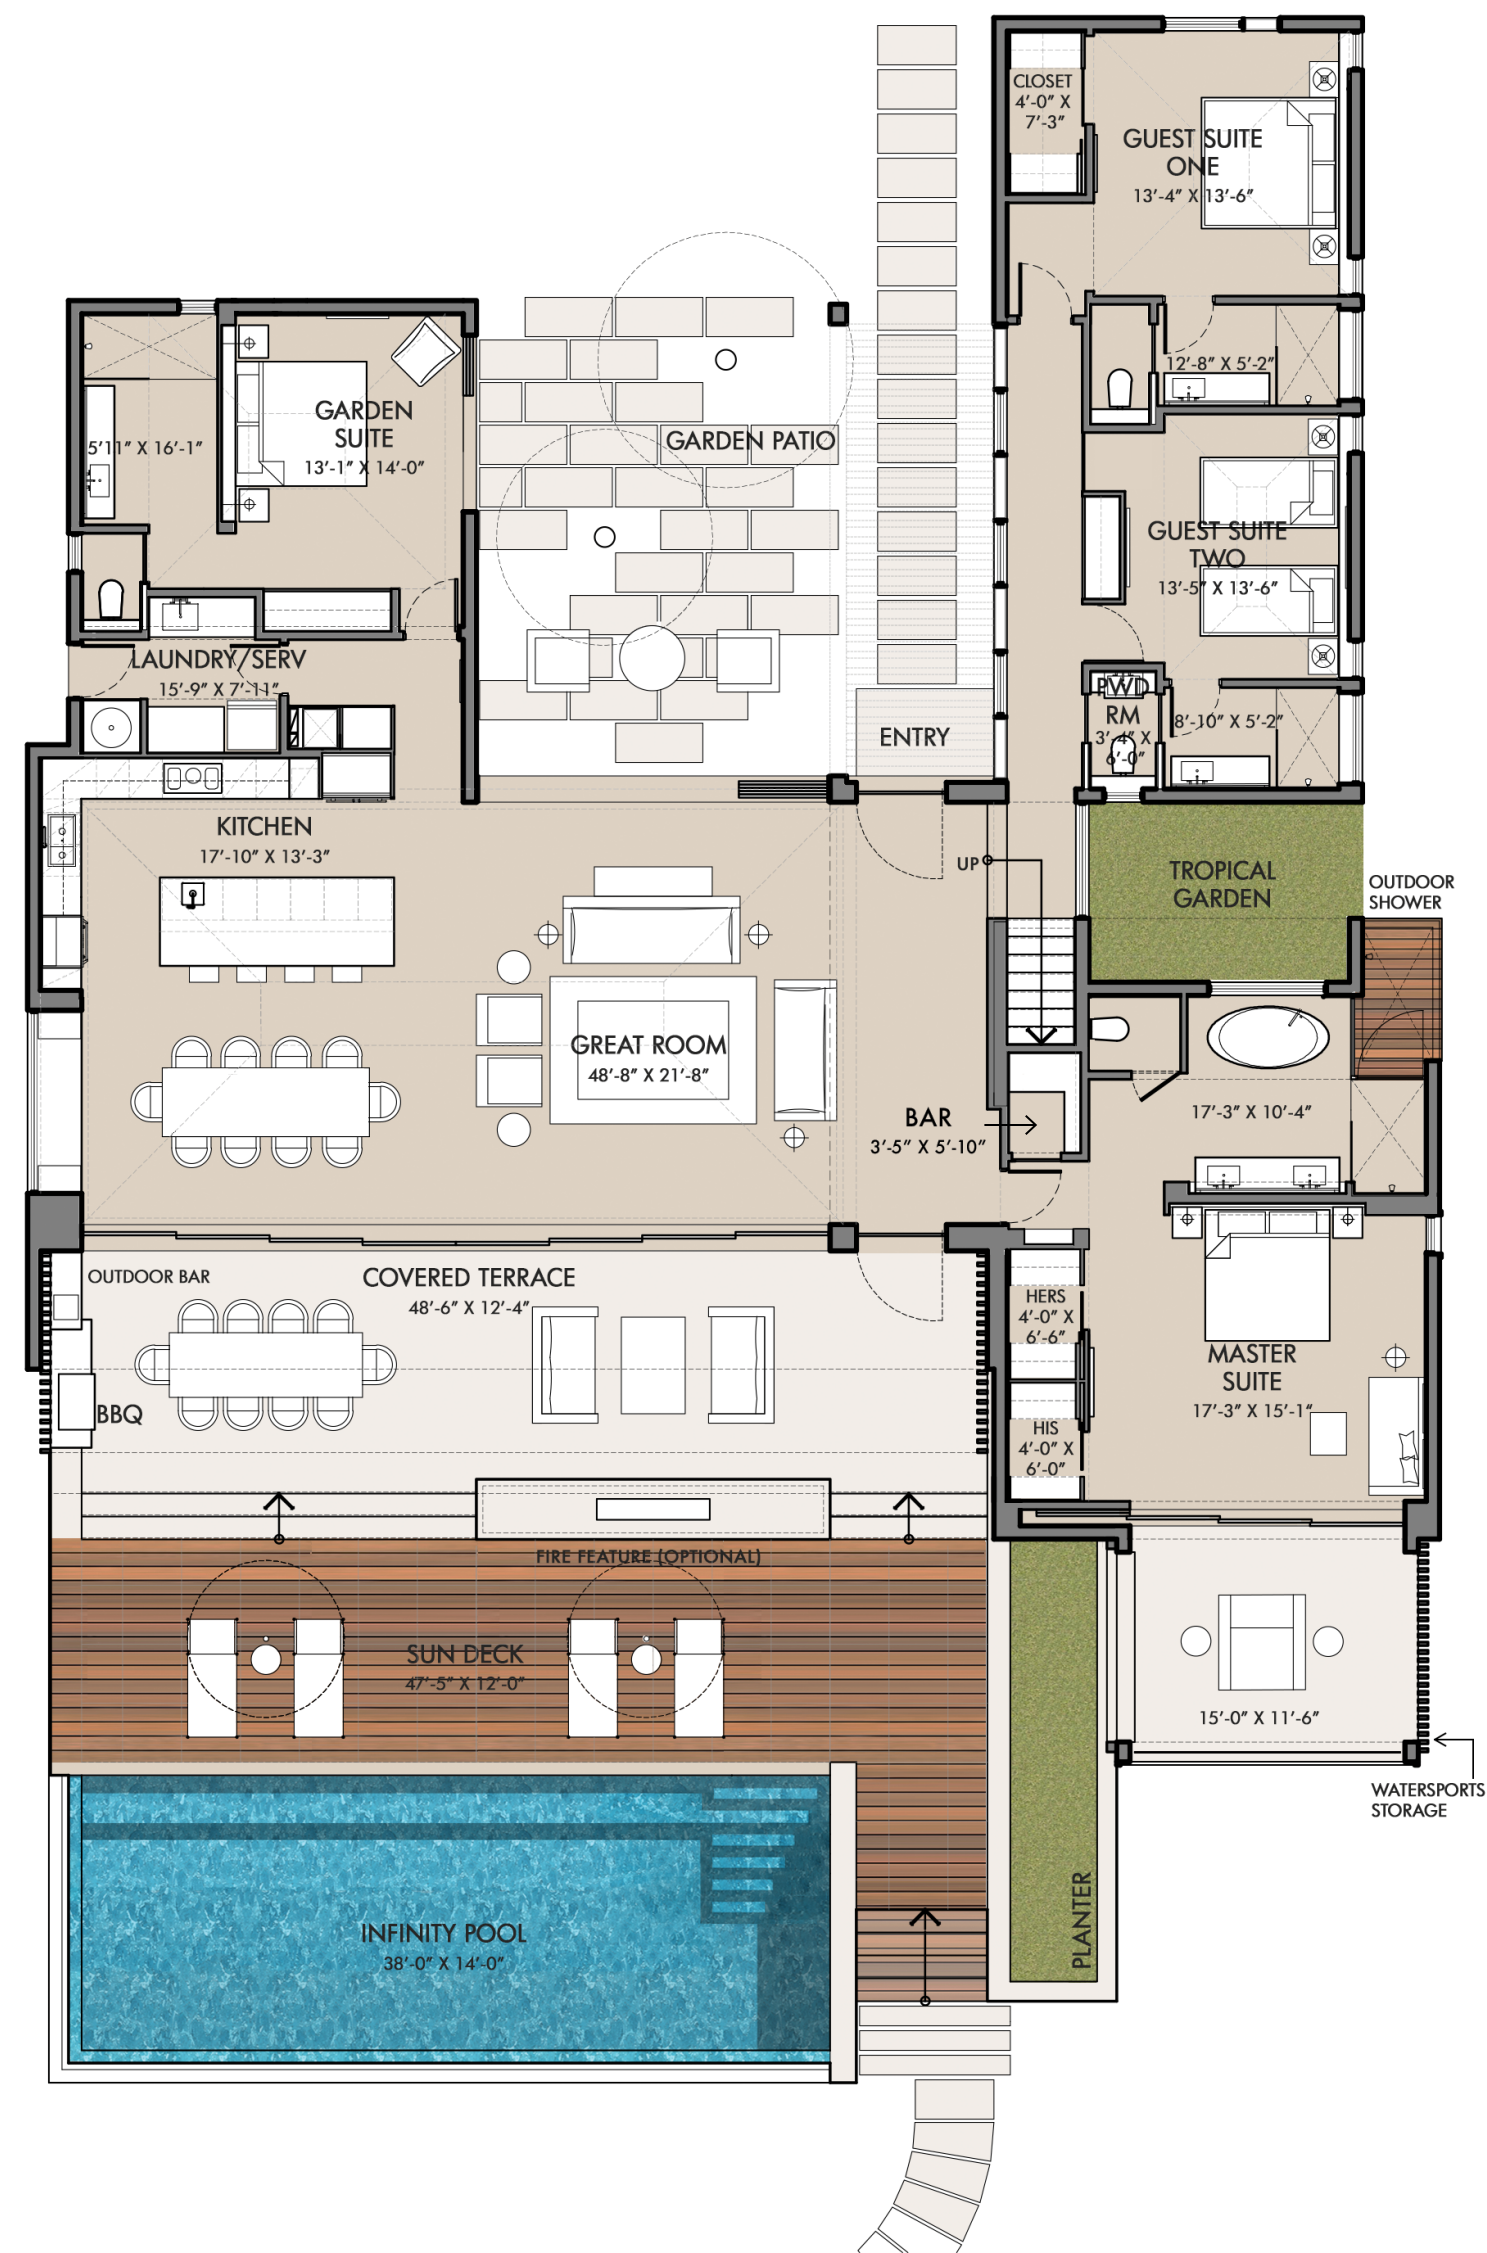 CLOSET
4'-0" X
7'-3"
GUEST SUITE
ONE
13'-4" X 13'-6"
12'-8" X 5'-2"
GARDEN
SUITE
13'-1" X 14'-0"
5'11" X 16'-1"
GARDEN PATIO
GUEST SUITE
TWO
13'-5" X 13'-6"
LAUNDRY/SERV
15'-9" X 7'-11"
PWD
RM
3'-4" X
6'-0"
8'-10" X 5'-2"
ENTRY
KITCHEN
17'-10" X 13'-3"
UP
TROPICAL
GARDEN
OUTDOOR
SHOWER
GREAT ROOM
48'-8" X 21'-8"
BAR
3'-5" X 5'-10"
17'-3" X 10'-4"
OUTDOOR BAR
COVERED TERRACE
48'-6" X 12'-4"
HERS
4'-0" X
6'-6"
MASTER
SUITE
17'-3" X 15'-1"
BBQ
HIS
4'-0" X
6'-0"
FIRE FEATURE (OPTIONAL)
SUN DECK
47'-5" X 12'-0"
15'-0" X 11'-6"
WATERSPORTS
STORAGE
PLANTER
INFINITY POOL
38'-0" X 14'-0"